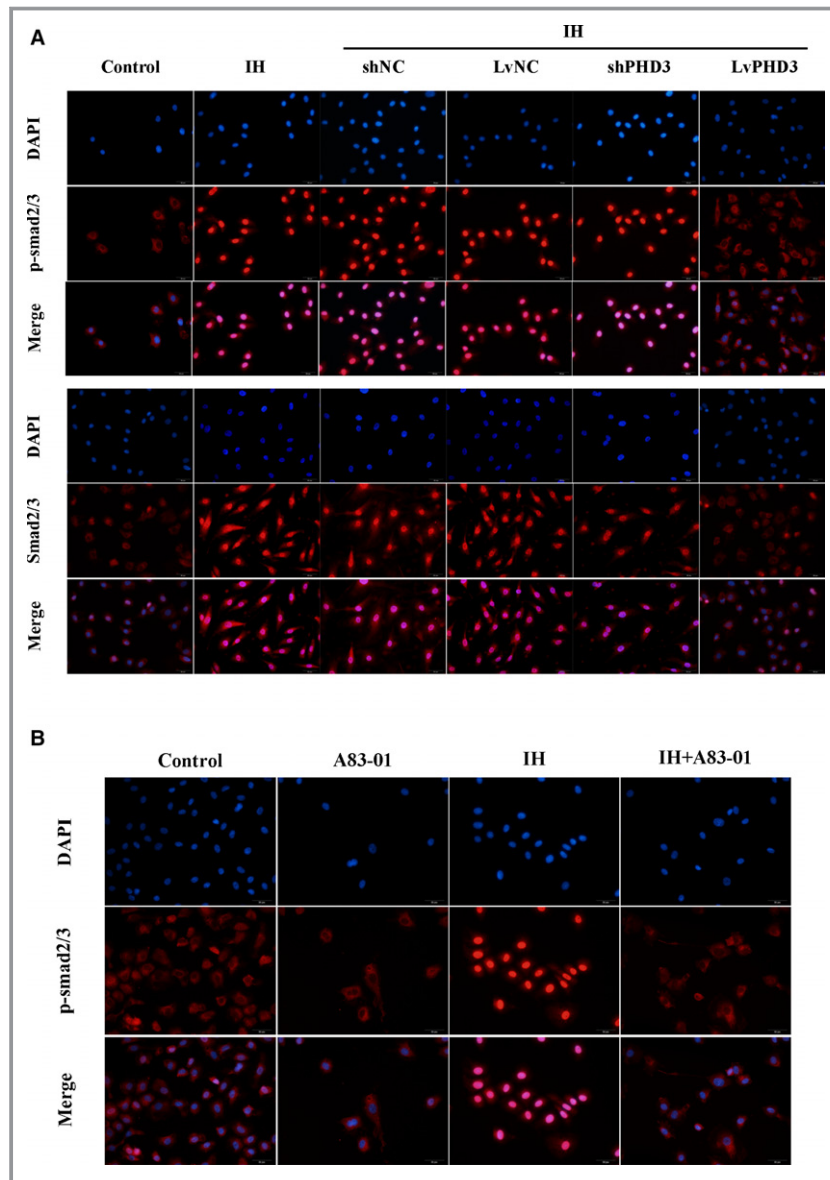 A
IH
Control IH shNC LvNC shPHD3 LvPHD3
DAPI
p-smad2/3
Merge
DAPI
Smad2/3
Merge
B
Control A83-01 IH IH+A83-01
DAPI
p-smad2/3
Merge